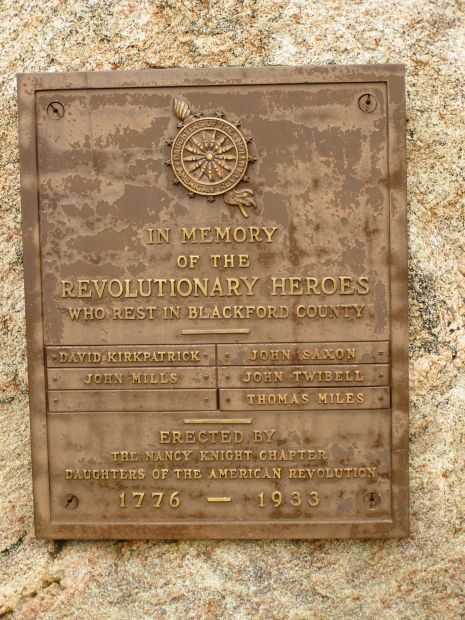 IN MEMORY
OF THE
REVOLUTIONARY HEROES
WHO REST IN BLACKFORD COUNTY
DAVID KIRKPATRICK
JOHN SAXON
JOHN MILLS
JOHN TWIBELL
THOMAS MILES
ERECTED BY
THE NANCY KNIGHT CHAPTER
DAUGHTERS OF THE AMERICAN REVOLUTION
1776 — 1933